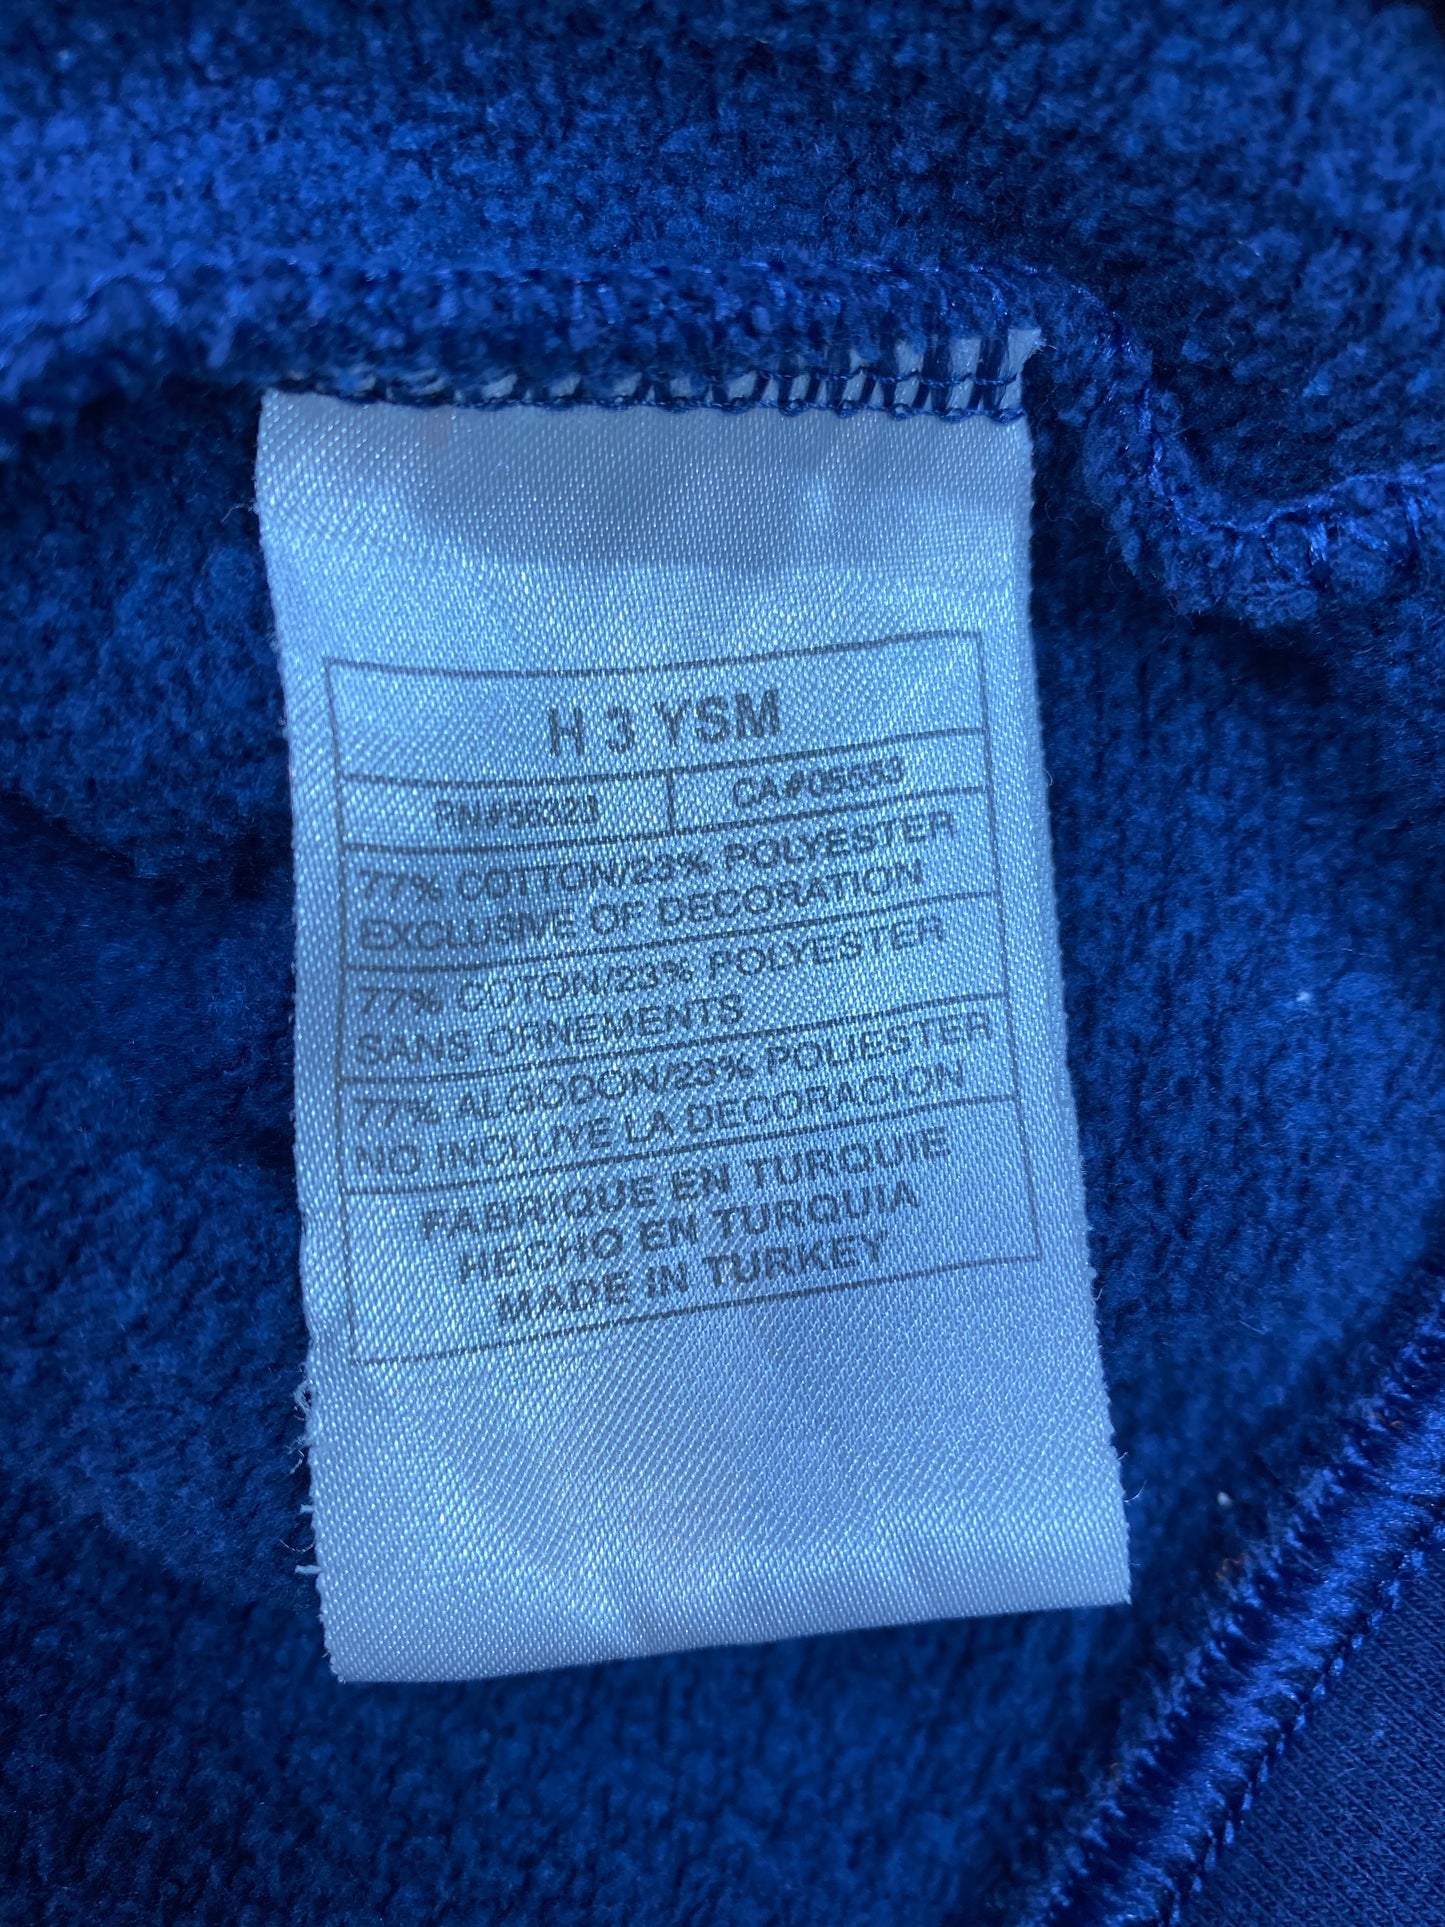 H 3 YSM
RN#56323
CA#05553
77% COTTON/23% POLYESTER
EXCLUSIVE OF DECORATION
77% COTON/23% POLYESTER
SANS ORNEMENTS
77% ALGODON/23% POLIESTER
NO INCLUYE LA DECORACION
FABRIQUE EN TURQUIE
HECHO EN TURQUIA
MADE IN TURKEY